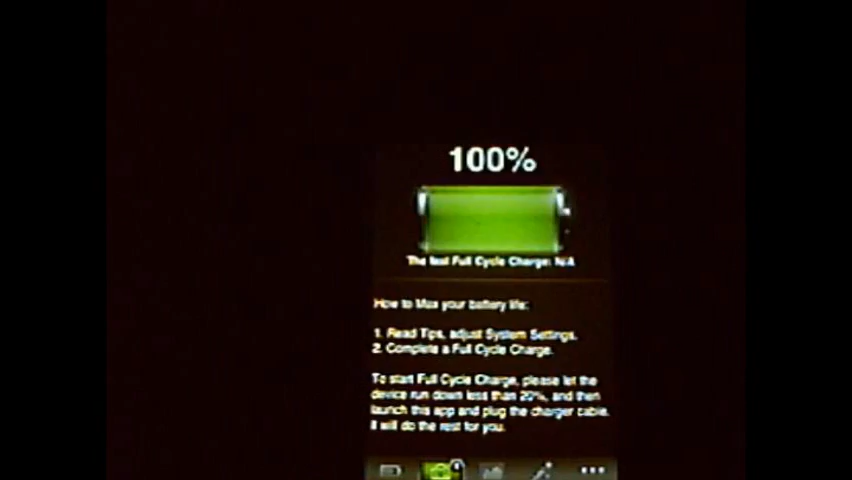 100%
The last Full Cycle Charge: N/A
How to Max your battery life:
1. Read Tips, adjust System Settings.
2. Complete a Full Cycle Charge.
To start Full Cycle Charge, please let the
device run down less than 20%, and then
launch this app and plug the charger cable.
it will do the rest for you.